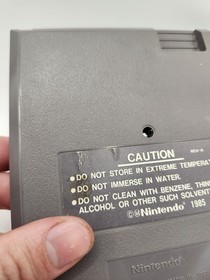 CAUTION
REV-A
•DO NOT STORE IN EXTREME TEMPERA
•DO NOT IMMERSE IN WATER.
•DO NOT CLEAN WITH BENZENE, THIN
ALCOHOL OR OTHER SUCH SOLVENT
©®Nintendo® 1985
Nintendo